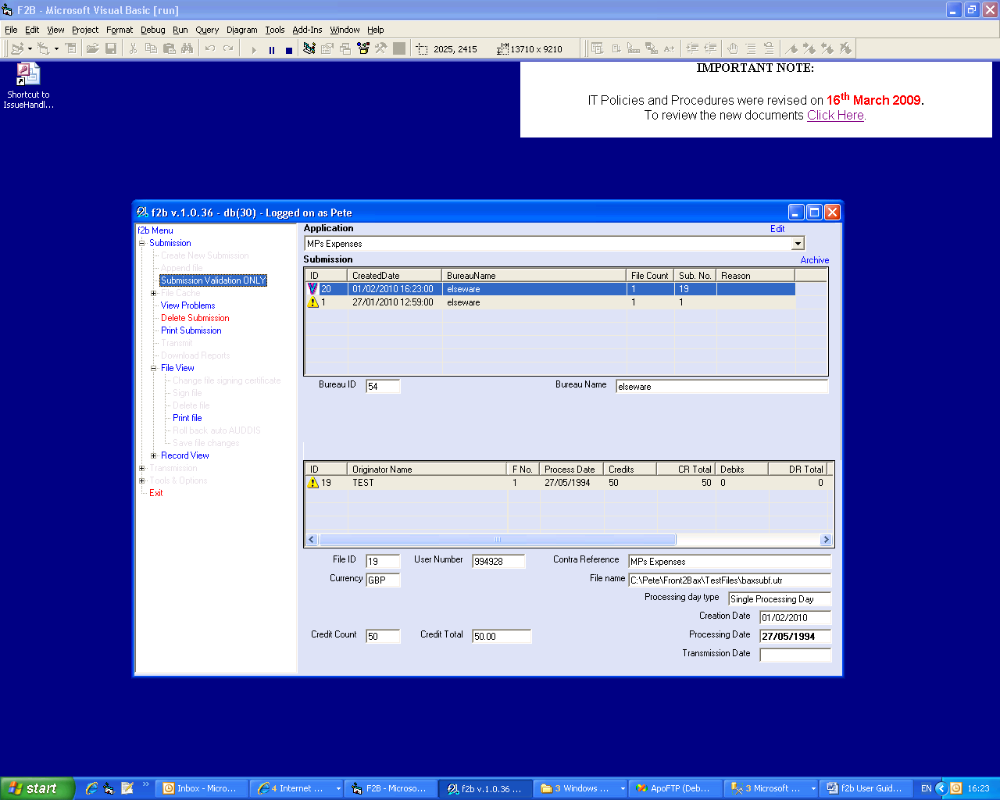 F2B - Microsoft Visual Basic [run]
File Edit View Project Format Debug Run Query Diagram Tools Add-Ins Window Help
2025, 2415 13710 x 9210
Shortcut to
IssueHandl...
IMPORTANT NOTE:
IT Policies and Procedures were revised on 16th March 2009.
To review the new documents Click Here.
f2b v.1.0.36 - db(30) - Logged on as Pete
f2b Menu
Submission
Create New Submission
Append file
Submission Validation ONLY
File Cache
View Problems
Delete Submission
Print Submission
Transmit
Download Reports
File View
Change file signing certificate
Sign file
Delete file
Print file
Roll back auto AUDDIS
Save file changes
Record View
Transmission
Tools & Options
Exit
Application Edit
MPs Expenses
Submission Archive
ID CreatedDate BureauName File Count Sub. No. Reason
20 01/02/2010 16:23:00 elseware 1 19
1 27/01/2010 12:59:00 elseware 1 1
Bureau ID 54 Bureau Name elseware
ID Originator Name F No. Process Date Credits CR Total Debits DR Total
19 TEST 1 27/05/1994 50 50 0 0
File ID 19 User Number 994928 Contra Reference MPs Expenses
Currency GBP File name C:\Pete\Front2Bax\TestFiles\baxsubf.utr
Processing day type Single Processing Day
Creation Date 01/02/2010
Credit Count 50 Credit Total 50.00 Processing Date 27/05/1994
Transmission Date
start Inbox - Micro... 4 Internet ... F2B - Microso... f2b v.1.0.36 ... 3 Windows ... ApoFTP (Deb... 3 Microsoft ... f2b User Guid... EN 16:23